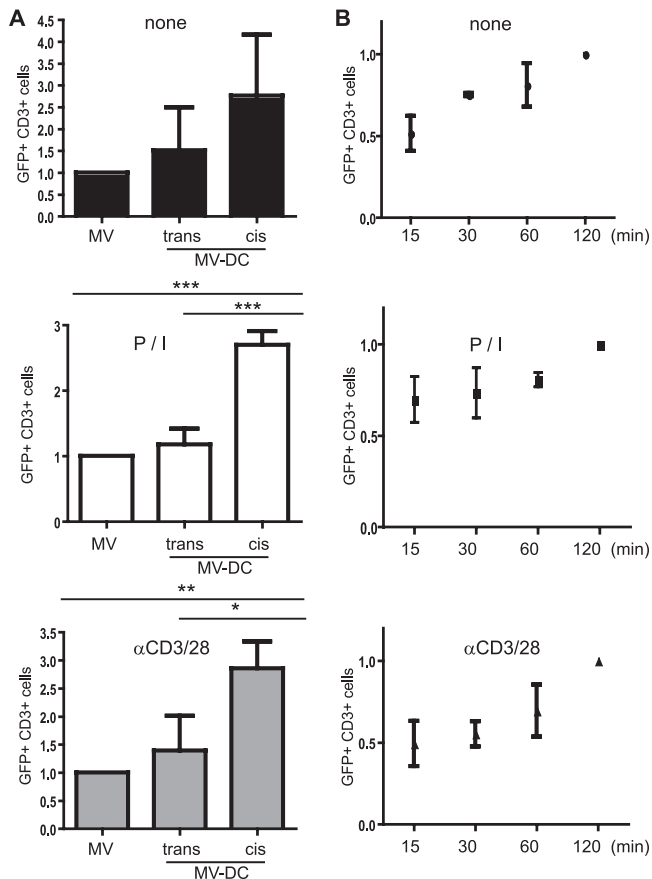 A
none
GFP+ CD3+ cells
4.5
4.0
3.5
3.0
2.5
2.0
1.5
1.0
0.5
0.0
MV trans cis
MV-DC
B
none
GFP+ CD3+ cells
1.0
0.5
0.0
15 30 60 120 (min)
***
***
P / I
GFP+ CD3+ cells
3
2
1
0
MV trans cis
MV-DC
P / I
GFP+ CD3+ cells
1.0
0.5
0.0
15 30 60 120 (min)
**
*
αCD3/28
GFP+ CD3+ cells
3.5
3.0
2.5
2.0
1.5
1.0
0.5
0.0
MV trans cis
MV-DC
αCD3/28
GFP+ CD3+ cells
1.0
0.5
0.0
15 30 60 120 (min)